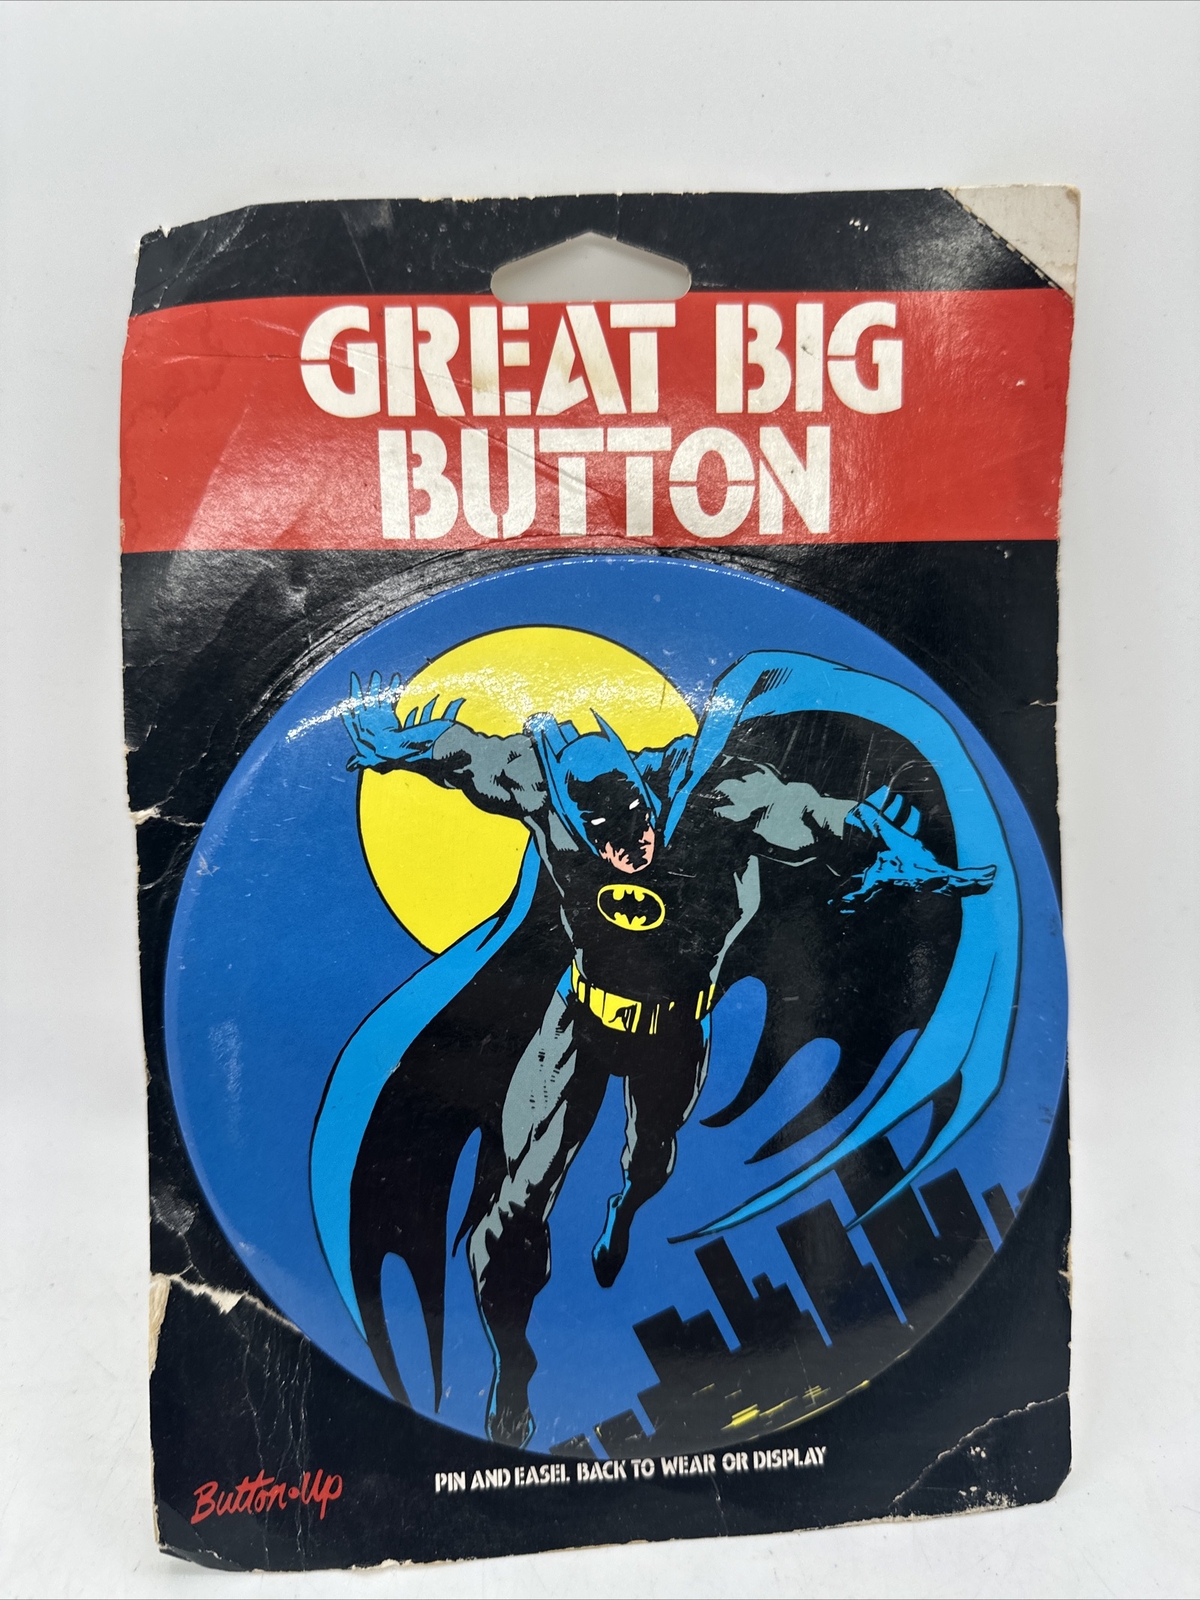 GREAT BIG
BUTTON
PIN AND EASEL BACK TO WEAR OR DISPLAY
Button•Up